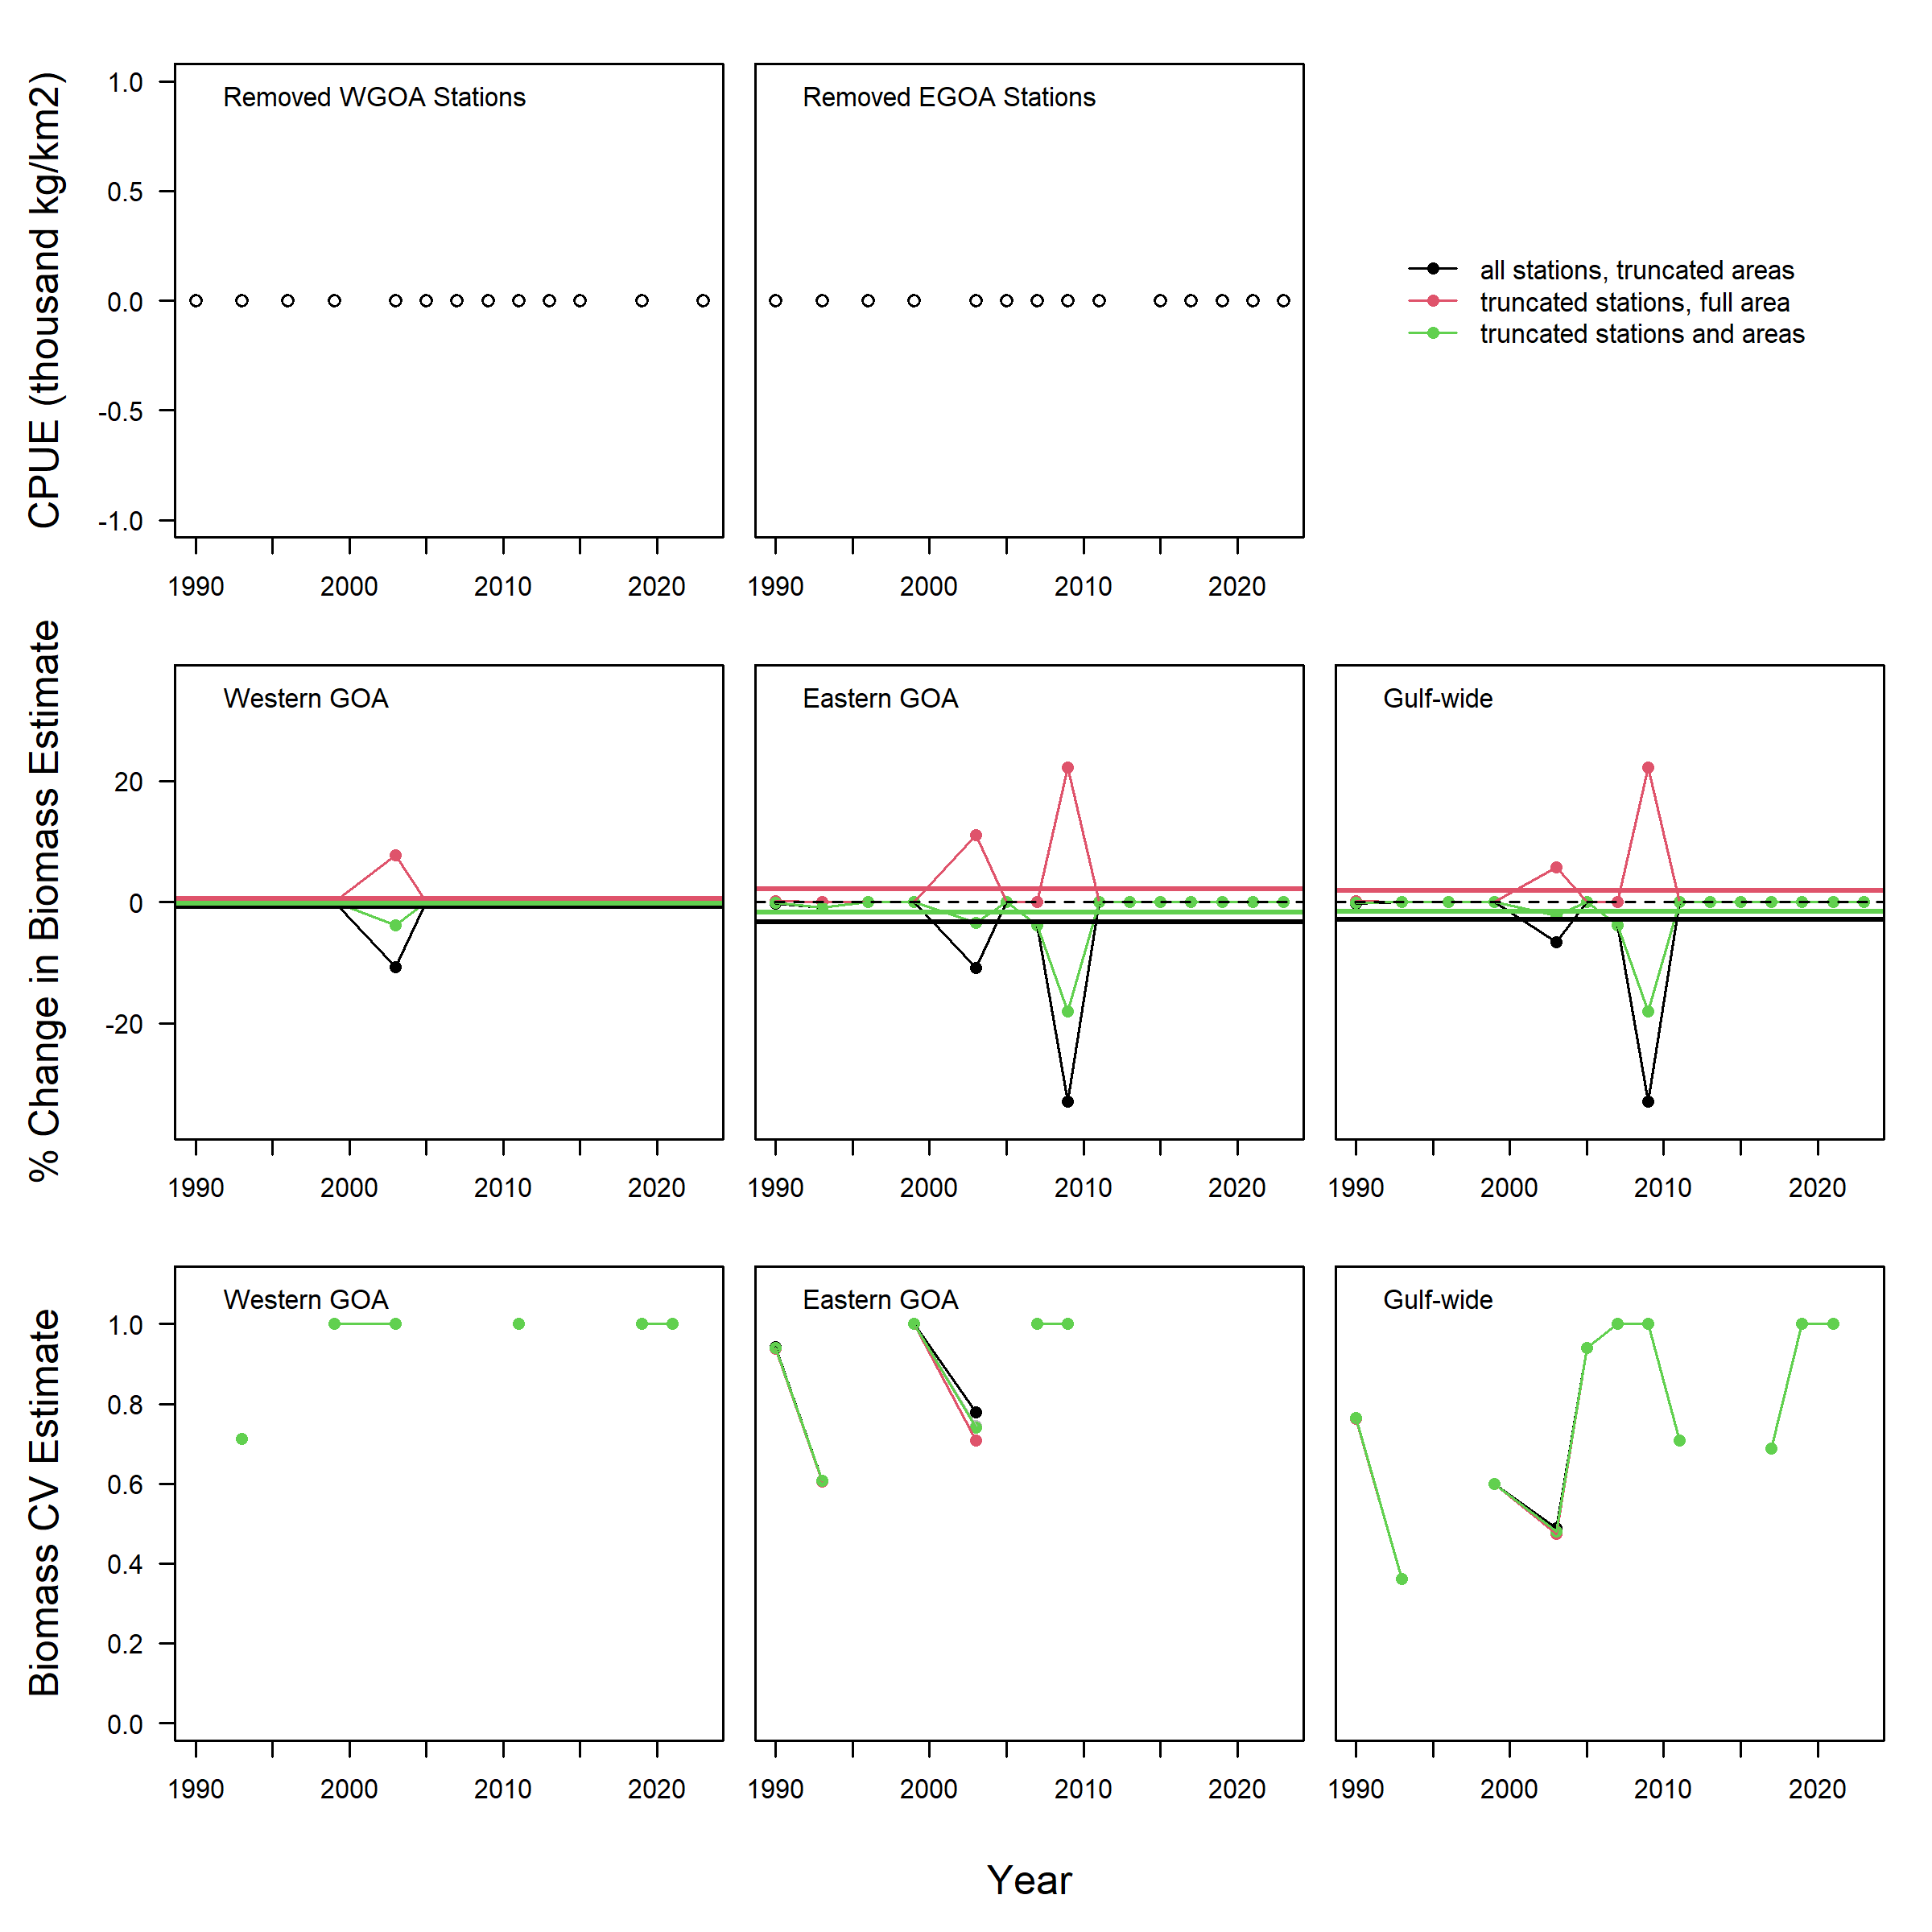 CPUE (thousand kg/km2)
1.0
0.5
0.0
-0.5
-1.0
Removed WGOA Stations
1990 2000 2010 2020
Removed EGOA Stations
1990 2000 2010 2020
all stations, truncated areas
truncated stations, full area
truncated stations and areas
% Change in Biomass Estimate
20
0
-20
Western GOA
1990 2000 2010 2020
Eastern GOA
1990 2000 2010 2020
Gulf-wide
1990 2000 2010 2020
Biomass CV Estimate
1.0
0.8
0.6
0.4
0.2
0.0
Western GOA
1990 2000 2010 2020
Eastern GOA
1990 2000 2010 2020
Gulf-wide
1990 2000 2010 2020
Year